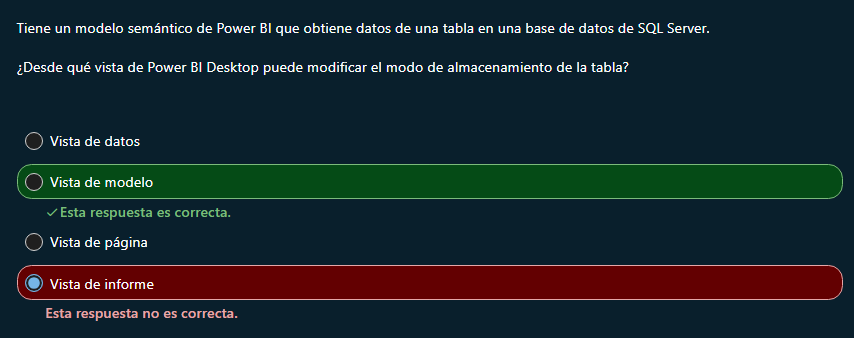 Tiene un modelo semántico de Power BI que obtiene datos de una tabla en una base de datos de SQL Server.
¿Desde qué vista de Power BI Desktop puede modificar el modo de almacenamiento de la tabla?
Vista de datos
Vista de modelo
Esta respuesta es correcta.
Vista de página
Vista de informe
Esta respuesta no es correcta.